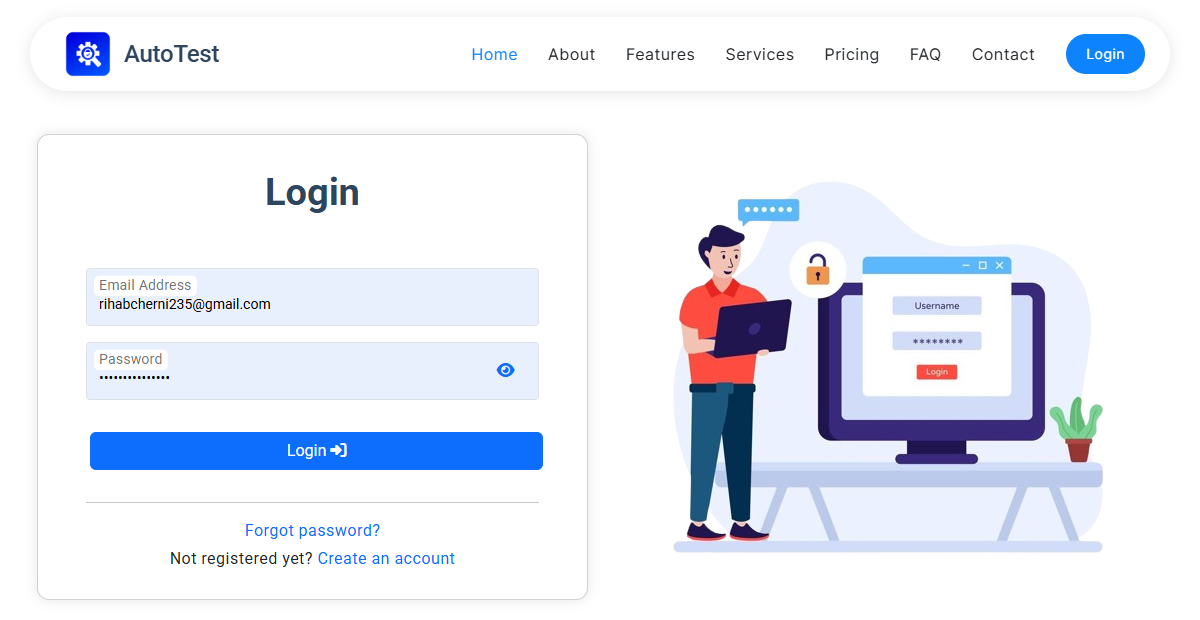 AutoTest
Home About Features Services Pricing FAQ Contact Login
Login
Email Address
rihabcherni235@gmail.com
Password
•••••••••••••••
Login
Forgot password?
Not registered yet? Create an account
Username
********
Login